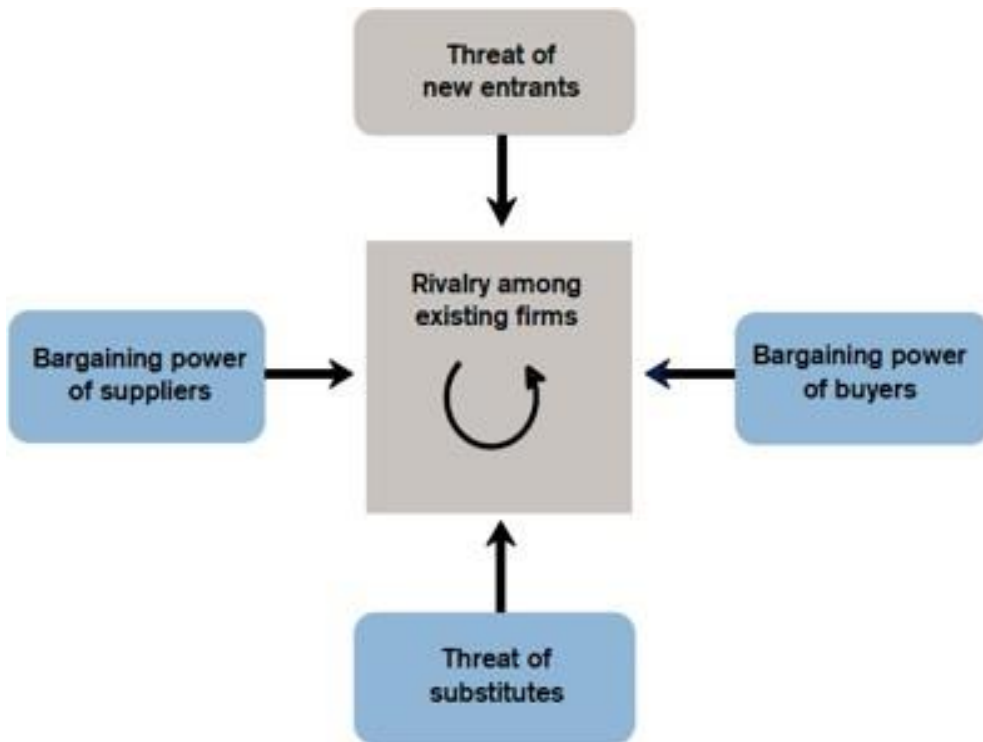 Threat of
new entrants
Rivalry among
existing firms
Bargaining power
of suppliers
Bargaining power
of buyers
Threat of
substitutes